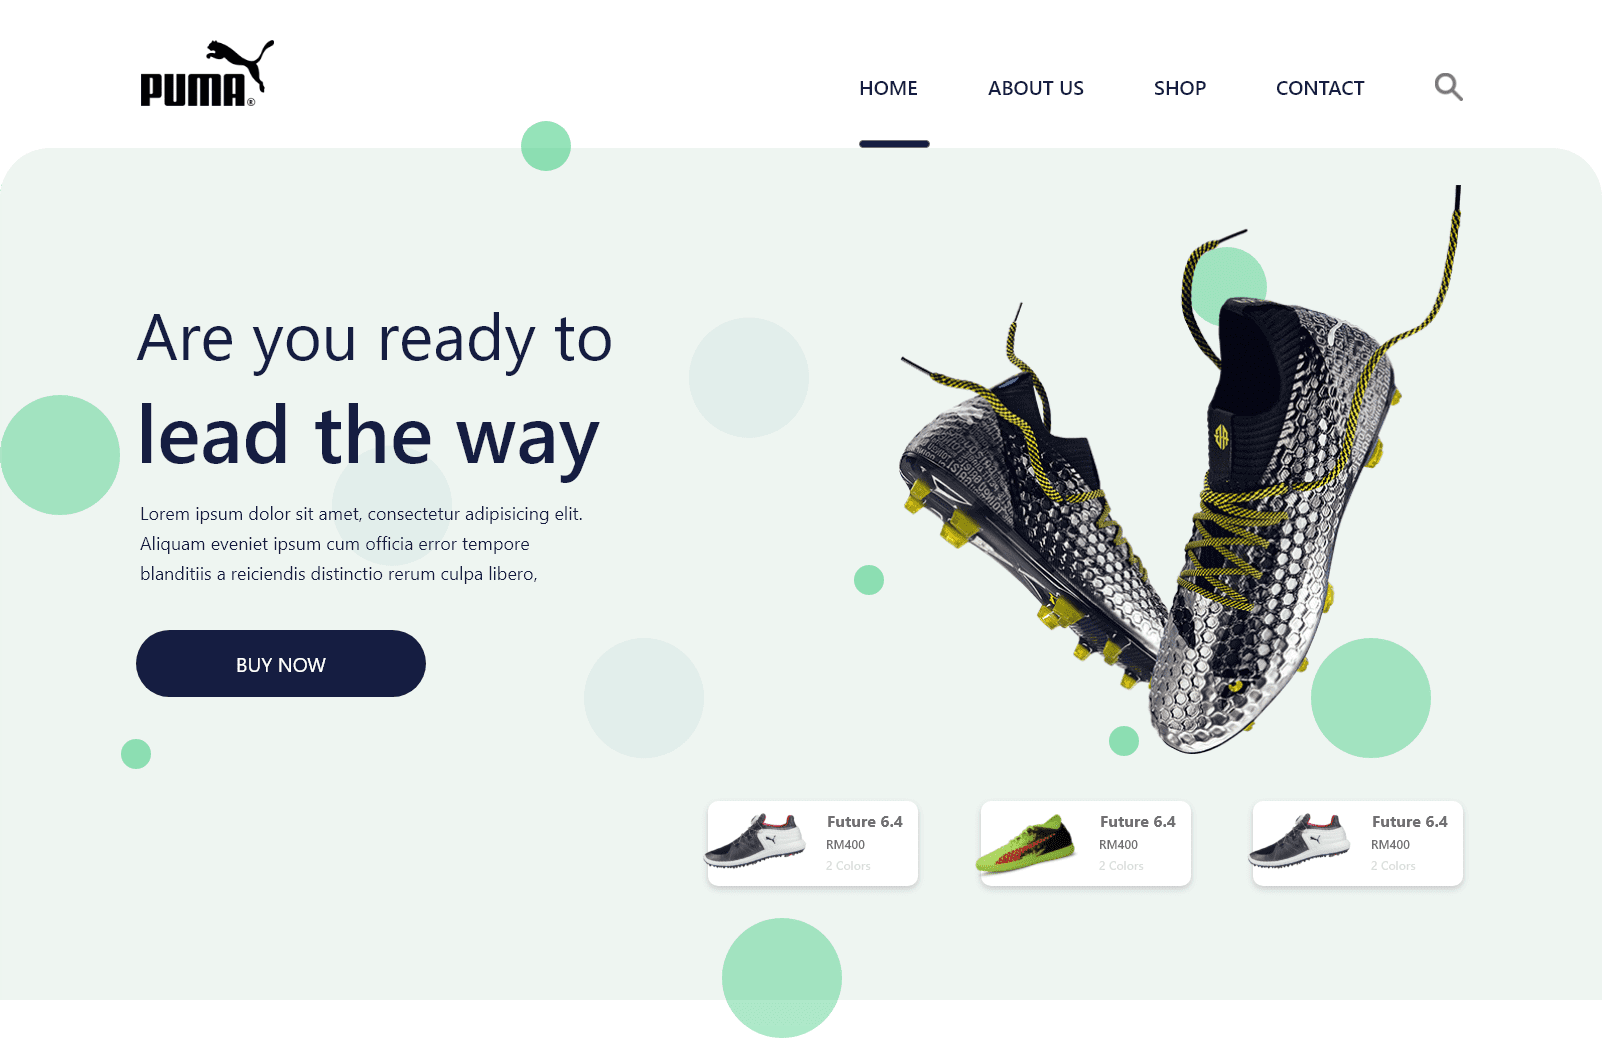 PUMA®
HOME
ABOUT US
SHOP
CONTACT
Are you ready to
lead the way
Lorem ipsum dolor sit amet, consectetur adipisicing elit.
Aliquam eveniet ipsum cum officia error tempore
blanditiis a reiciendis distinctio rerum culpa libero,
BUY NOW
Future 6.4
RM400
2 Colors
Future 6.4
RM400
2 Colors
Future 6.4
RM400
2 Colors